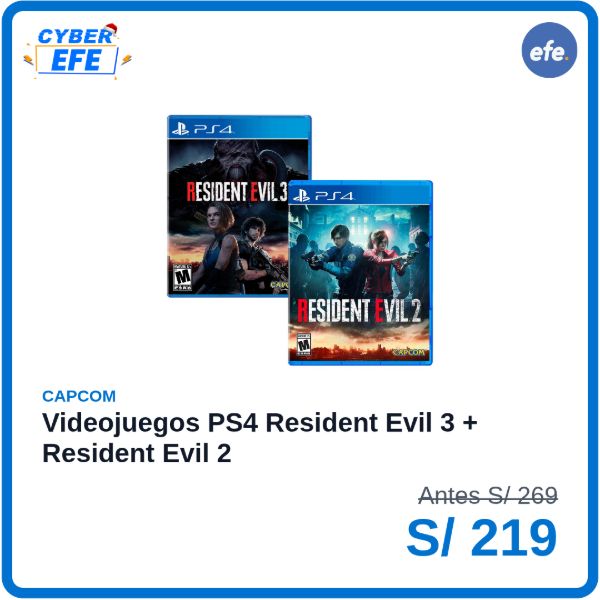 CYBER
EFE
efe.
PS4
RESIDENT EVIL 3
M
CAPCOM
PS4
RESIDENT EVIL 2
M
CAPCOM
CAPCOM
Videojuegos PS4 Resident Evil 3 +
Resident Evil 2
Antes S/ 269
S/ 219